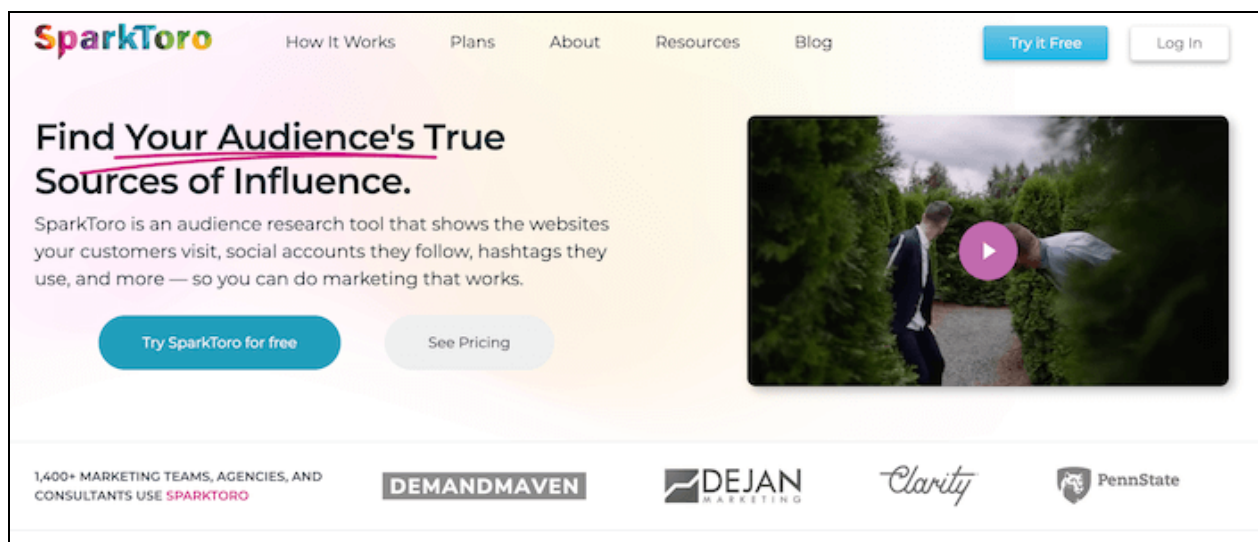 SparkToro
How It Works
Plans
About
Resources
Blog
Try it Free
Log In
Find Your Audience's True
Sources of Influence.
SparkToro is an audience research tool that shows the websites
your customers visit, social accounts they follow, hashtags they
use, and more — so you can do marketing that works.
Try SparkToro for free
See Pricing
1,400+ MARKETING TEAMS, AGENCIES, AND
CONSULTANTS USE SPARKTORO
DEMANDMAVEN
DEJAN
MARKETING
Clarity
PennState